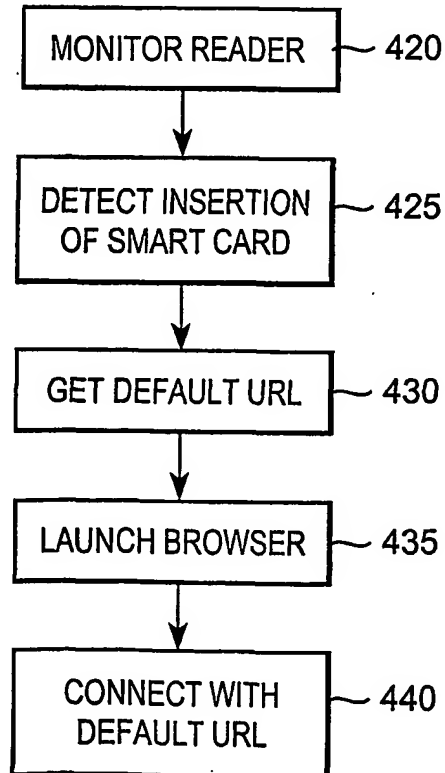 MONITOR READER 420
DETECT INSERTION 425
OF SMART CARD
GET DEFAULT URL 430
LAUNCH BROWSER 435
CONNECT WITH 440
DEFAULT URL